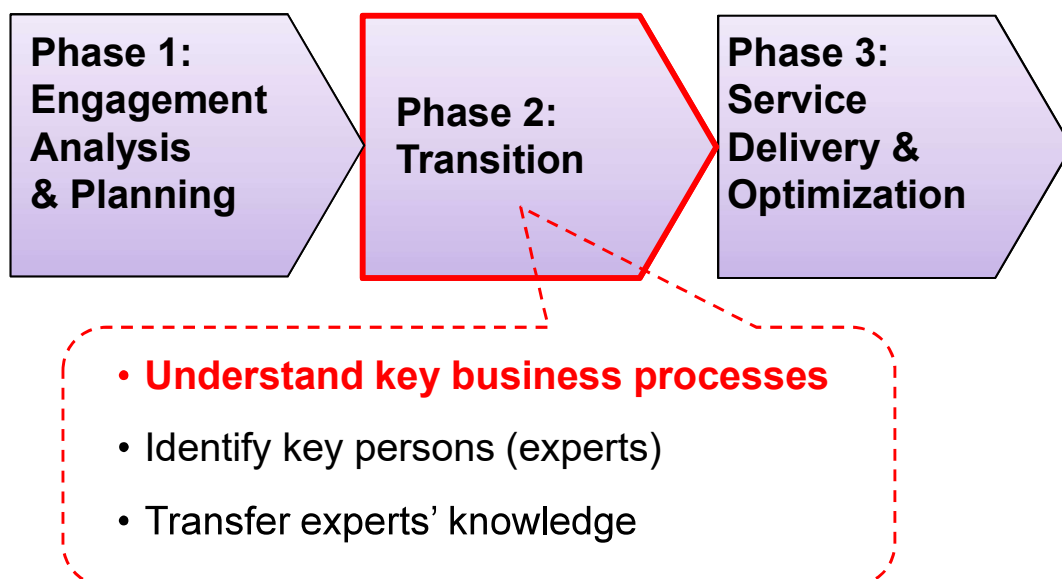 Phase 1:
Engagement
Analysis
& Planning
Phase 2:
Transition
Phase 3:
Service
Delivery &
Optimization
• Understand key business processes
• Identify key persons (experts)
• Transfer experts’ knowledge